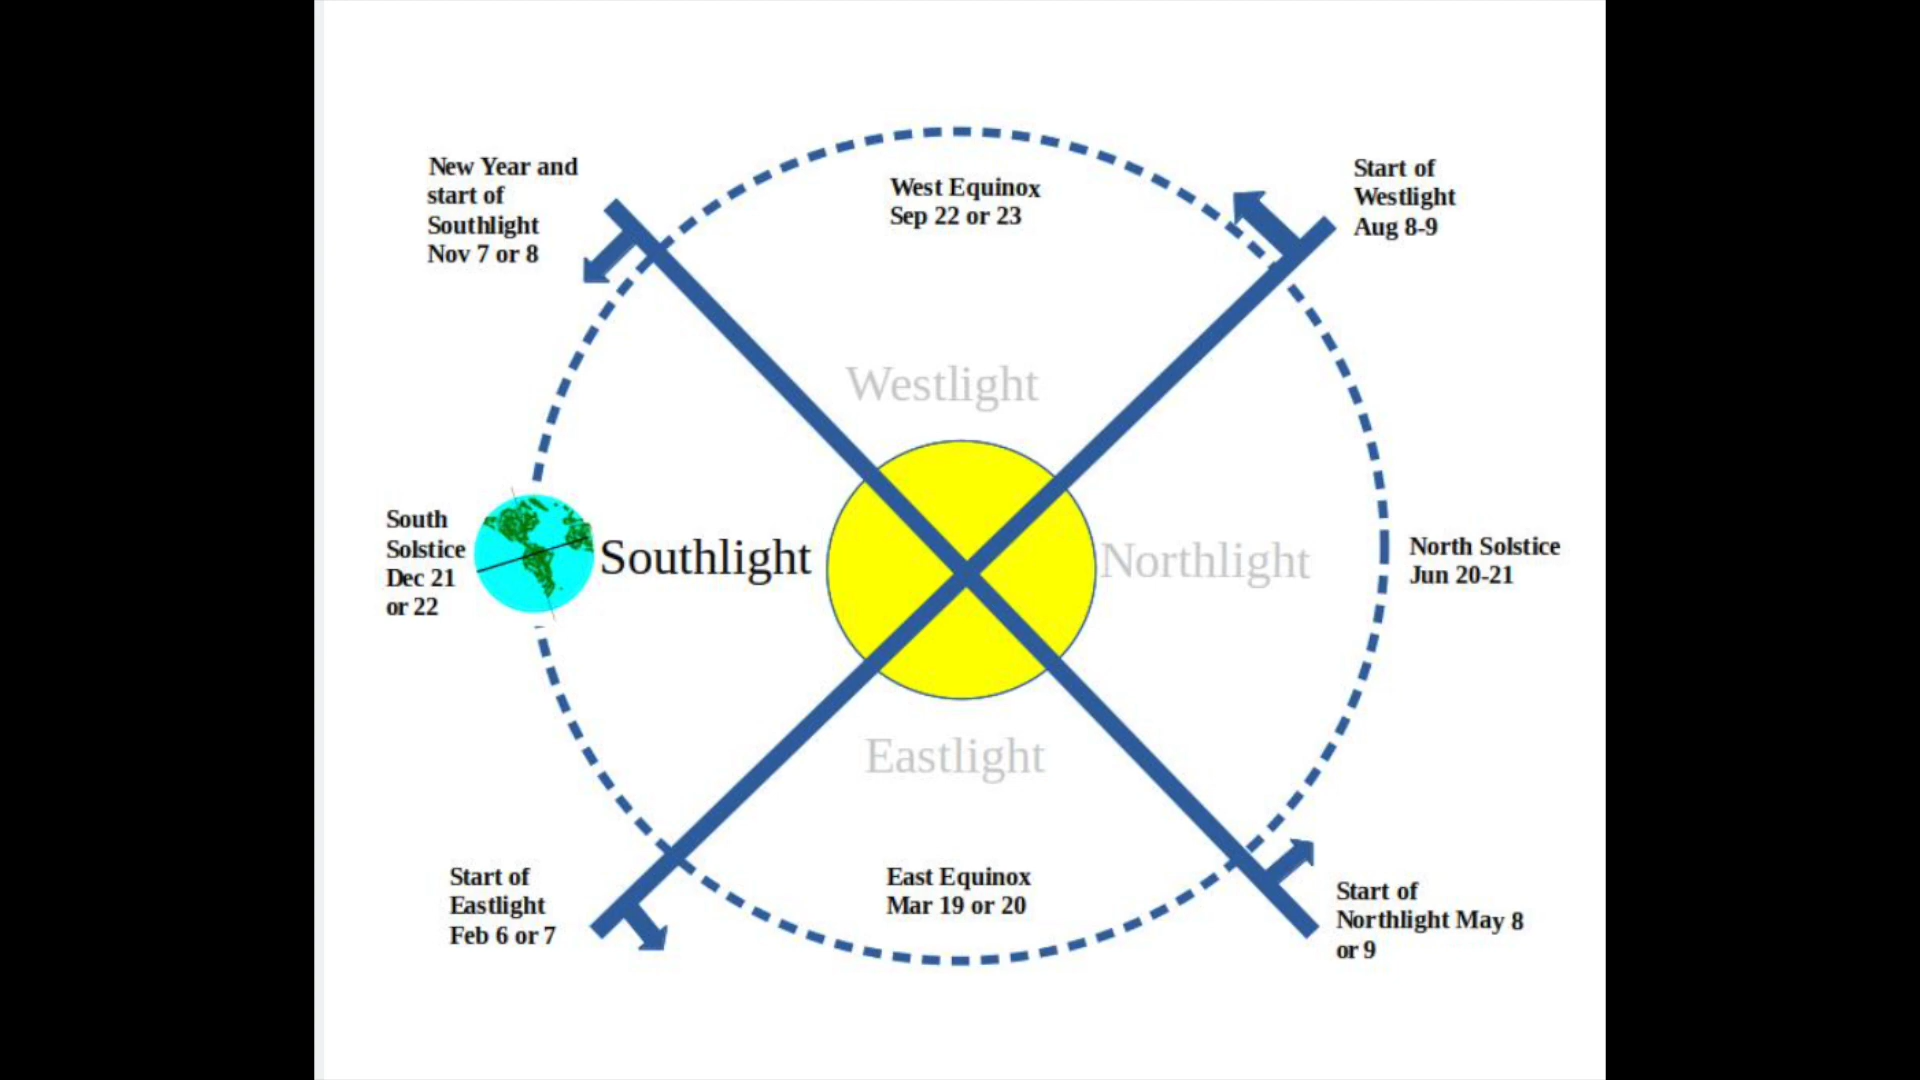 New Year and
start of
Southlight
Nov 7 or 8
West Equinox
Sep 22 or 23
Start of
Westlight
Aug 8-9
Westlight
South
Solstice
Dec 21
or 22
Southlight
Northlight
North Solstice
Jun 20-21
Eastlight
Start of
Eastlight
Feb 6 or 7
East Equinox
Mar 19 or 20
Start of
Northlight May 8
or 9